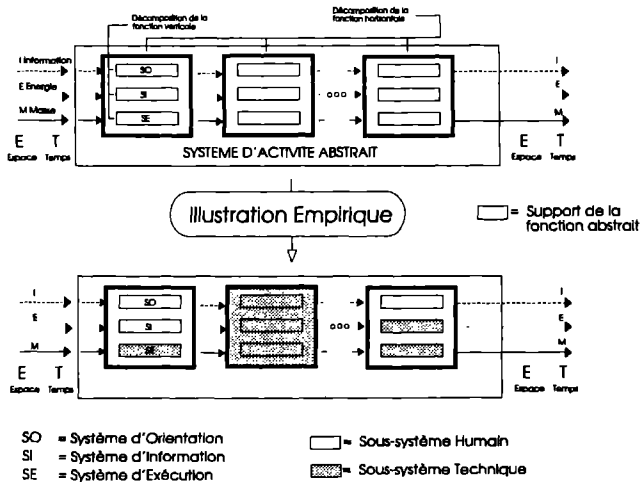 Décomposition de la
fonction verticale
Décomposition de la
fonction horizontale
I Information
E Energie
M Masse
SO
SI
SE
I
E
M
E T
Espace Temps
E T
Espace Temps
SYSTEME D'ACTIVITE ABSTRAIT
Illustration Empirique
= Support de la
fonction abstrait
I
E
M
SO
SI
SE
I
E
M
E T
Espace Temps
E T
Espace Temps
SO = Système d'Orientation
SI = Système d'Information
SE = Système d'Exécution
= Sous-système Humain
= Sous-système Technique